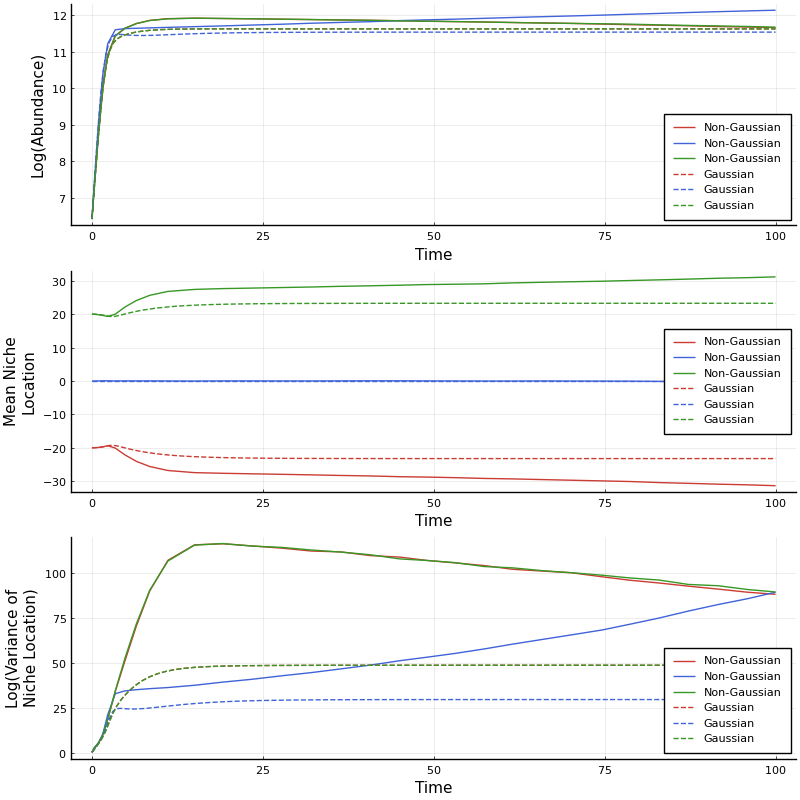 Log(Abundance)
12
11
10
9
8
7
0
25
50
75
100
Time
Non-Gaussian
Non-Gaussian
Non-Gaussian
Gaussian
Gaussian
Gaussian
Mean Niche
Location
30
20
10
0
−10
−20
−30
0
25
50
75
100
Time
Non-Gaussian
Non-Gaussian
Non-Gaussian
Gaussian
Gaussian
Gaussian
Log(Variance of
Niche Location)
100
75
50
25
0
0
25
50
75
100
Time
Non-Gaussian
Non-Gaussian
Non-Gaussian
Gaussian
Gaussian
Gaussian